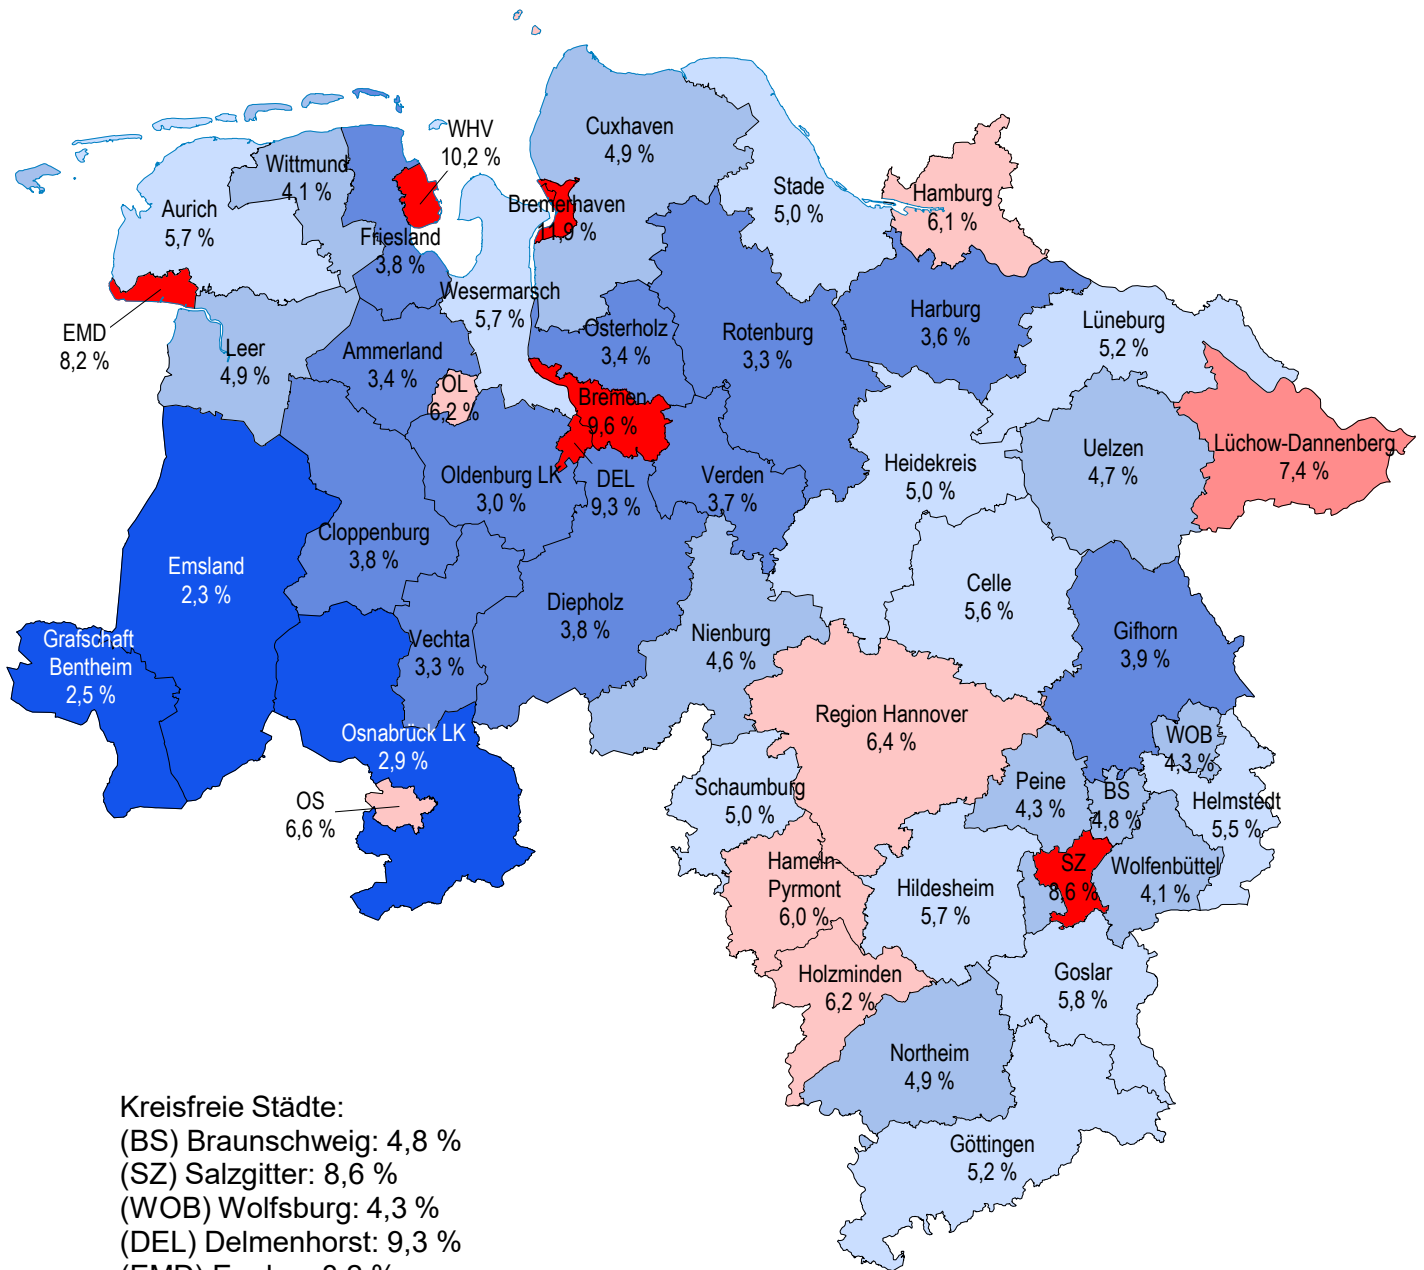 WHV
10,2 %
Cuxhaven
4,9 %
Wittmund
4,1 %
Stade
5,0 %
Hamburg
6,1 %
Bremerhaven
11,9 %
Aurich
5,7 %
Friesland
3,8 %
Wesermarsch
5,7 %
EMD
8,2 %
Leer
4,9 %
Ammerland
3,4 %
Osterholz
3,4 %
Rotenburg
3,3 %
Harburg
3,6 %
Lüneburg
5,2 %
OL
6,2 %
Bremen
9,6 %
Lüchow-Dannenberg
7,4 %
Uelzen
4,7 %
Heidekreis
5,0 %
Oldenburg LK
3,0 %
DEL
9,3 %
Verden
3,7 %
Cloppenburg
3,8 %
Emsland
2,3 %
Celle
5,6 %
Diepholz
3,8 %
Grafschaft
Bentheim
2,5 %
Vechta
3,3 %
Nienburg
4,6 %
Gifhorn
3,9 %
Region Hannover
6,4 %
Osnabrück LK
2,9 %
WOB
4,3 %
OS
6,6 %
Schaumburg
5,0 %
Peine
4,3 %
BS
4,8 %
Helmstedt
5,5 %
Hameln-
Pyrmont
6,0 %
Hildesheim
5,7 %
SZ
8,6 %
Wolfenbüttel
4,1 %
Holzminden
6,2 %
Goslar
5,8 %
Northeim
4,9 %
Göttingen
5,2 %
Kreisfreie Städte:
(BS) Braunschweig: 4,8 %
(SZ) Salzgitter: 8,6 %
(WOB) Wolfsburg: 4,3 %
(DEL) Delmenhorst: 9,3 %
(EMD) Emden: 8,2 %